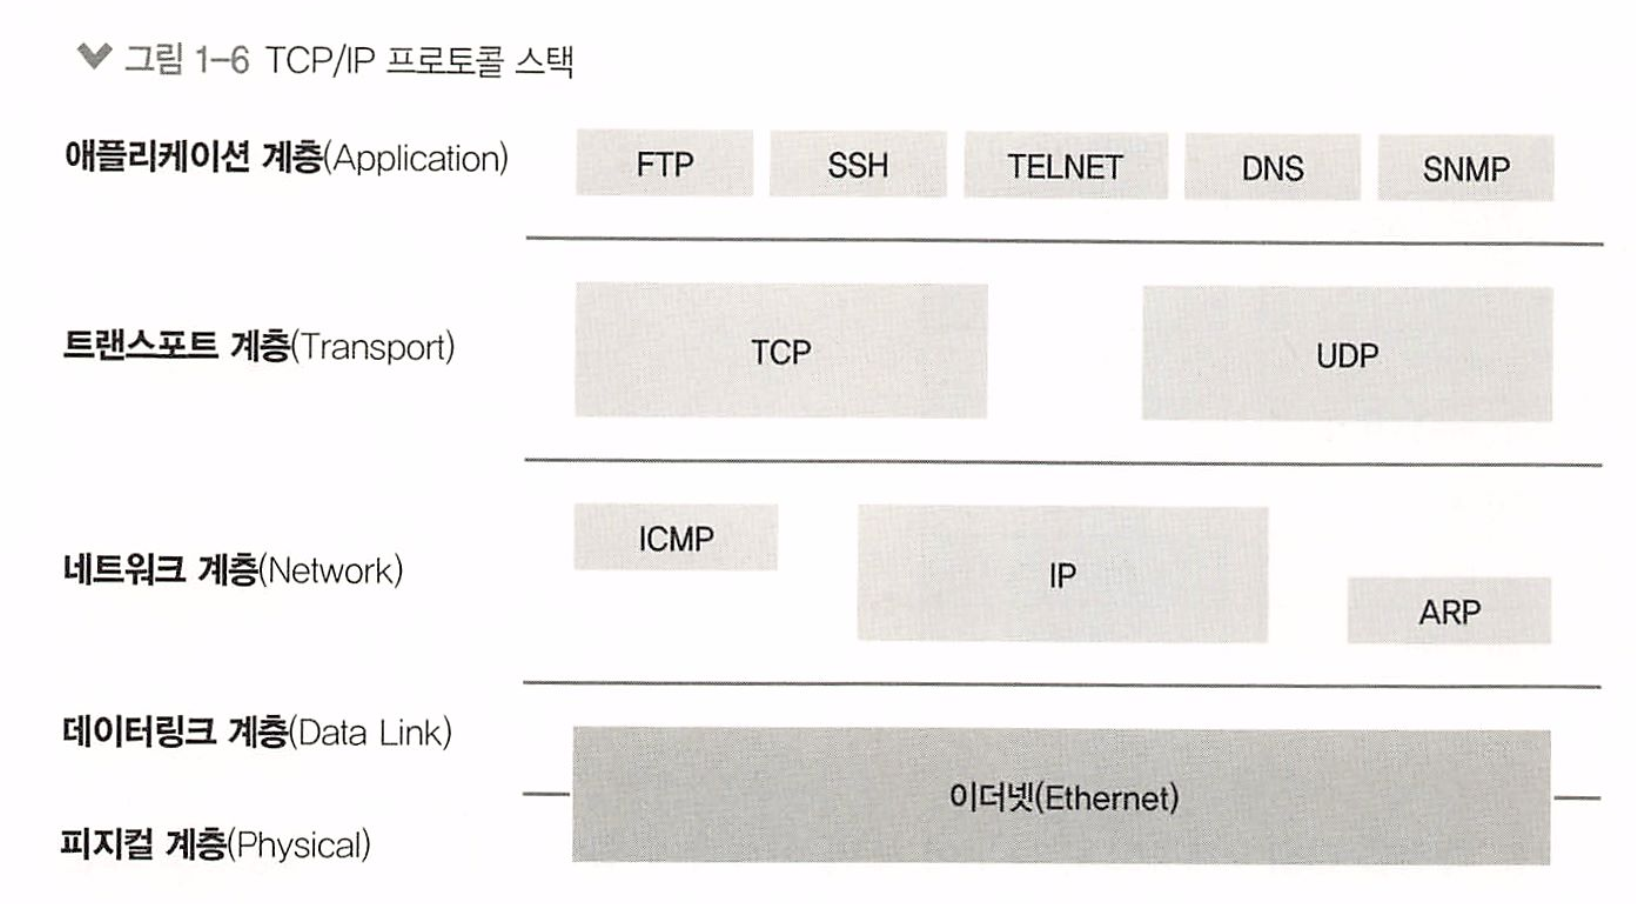 그림 1-6 TCP/IP 프로토콜 스택
애플리케이션 계층(Application)
FTP
SSH
TELNET
DNS
SNMP
트랜스포트 계층(Transport)
TCP
UDP
네트워크 계층(Network)
ICMP
IP
ARP
데이터링크 계층(Data Link)
이더넷(Ethernet)
피지컬 계층(Physical)